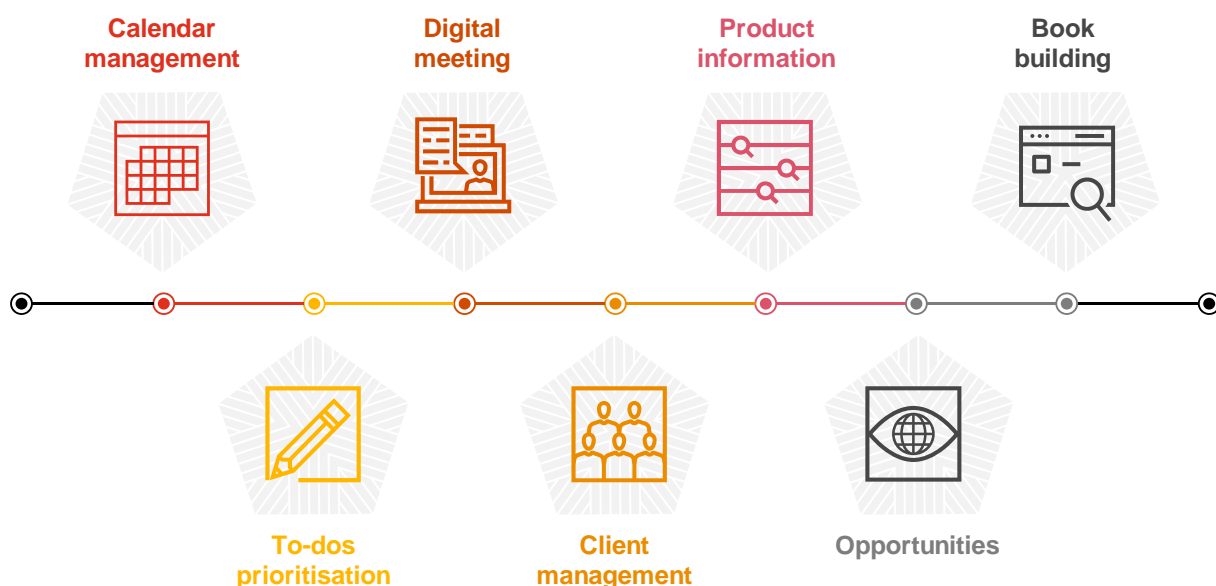 Calendar
management
Digital
meeting
Product
information
Book
building
To-dos
prioritisation
Client
management
Opportunities